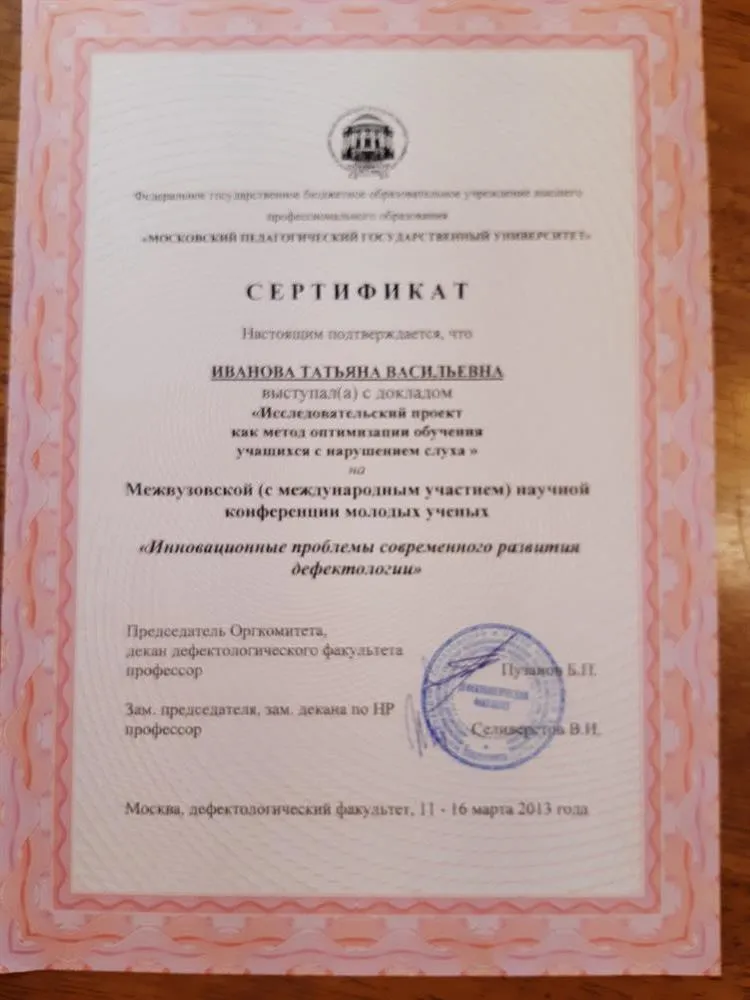 Федеральное государственное бюджетное образовательное учреждение высшего
профессионального образования
«МОСКОВСКИЙ ПЕДАГОГИЧЕСКИЙ ГОСУДАРСТВЕННЫЙ УНИВЕРСИТЕТ»
СЕРТИФИКАТ
Настоящим подтверждается, что
ИВАНОВА ТАТЬЯНА ВАСИЛЬЕВНА
выступал(а) с докладом
«Исследовательский проект
как метод оптимизации обучения
учащихся с нарушением слуха »
на
Межвузовской (с международным участием) научной
конференции молодых ученых
«Инновационные проблемы современного развития
дефектологии»
Председатель Оргкомитета,
декан дефектологического факультета
профессор Пузанов Б.П.
Зам. председателя, зам. декана по НР
профессор Селиверстов В.И.
Москва, дефектологический факультет, 11 - 16 марта 2013 года